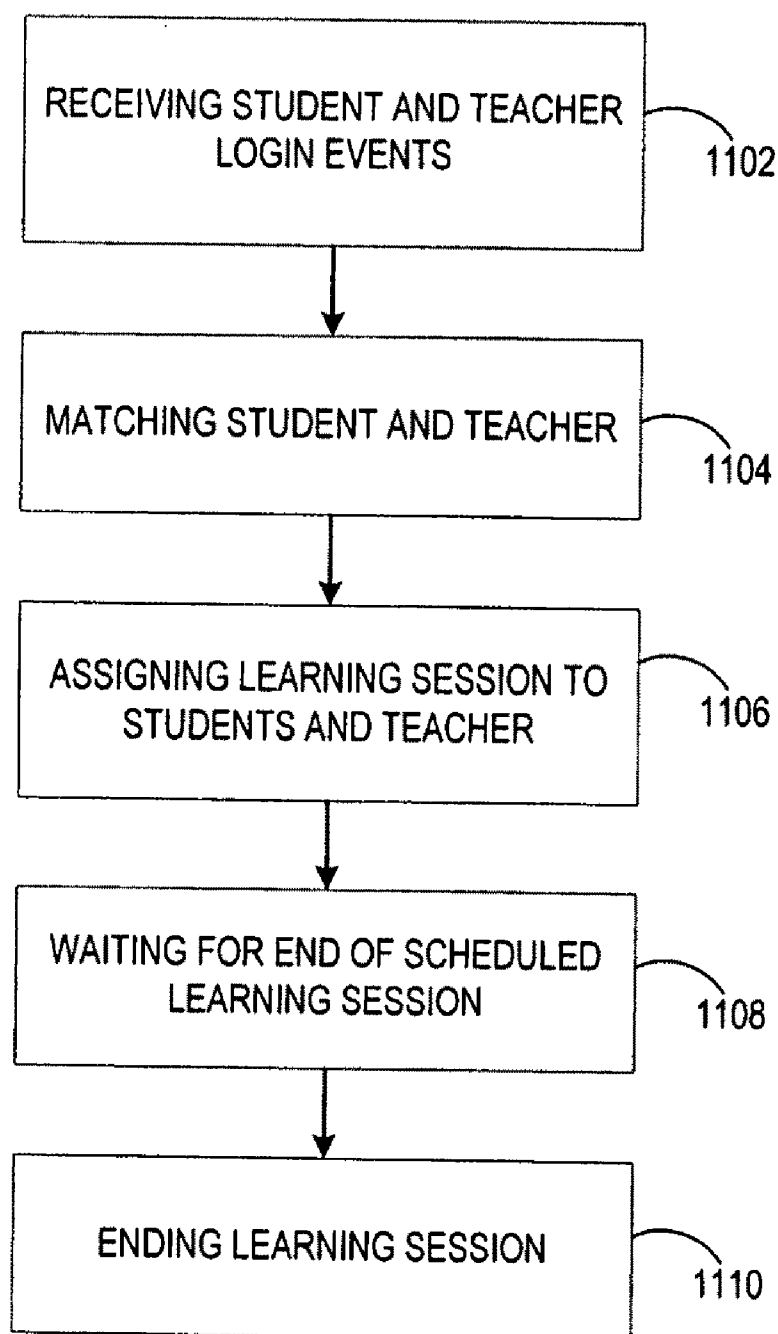 RECEIVING STUDENT AND TEACHER
LOGIN EVENTS
1102
MATCHING STUDENT AND TEACHER
1104
ASSIGNING LEARNING SESSION TO
STUDENTS AND TEACHER
1106
WAITING FOR END OF SCHEDULED
LEARNING SESSION
1108
ENDING LEARNING SESSION
1110